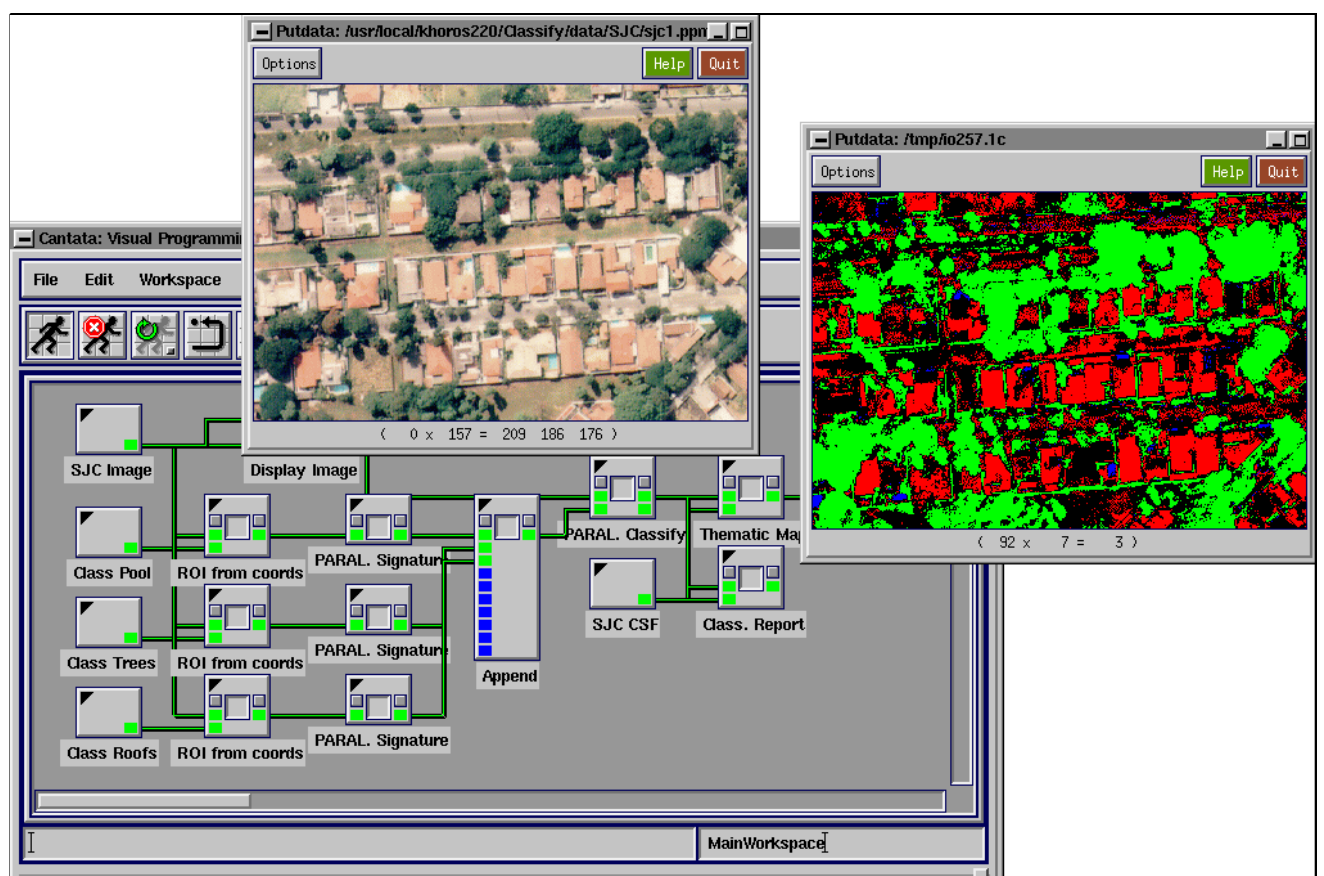 Putdata: /usr/local/khoros220/Classify/data/SJC/sjc1.ppm
Options
Help
Quit
( 0 x 157 = 209 186 176 )
Putdata: /tmp/io257.1c
Options
Help
Quit
( 92 x 7 = 3 )
Cantata: Visual Programmi
File
Edit
Workspace
SJC Image
Display Image
Class Pool
ROI from coords
PARAL. Signature
PARAL. Classify
Thematic Ma
Class Trees
ROI from coords
PARAL. Signature
Append
SJC CSF
Class. Report
Class Roofs
ROI from coords
PARAL. Signature
MainWorkspace